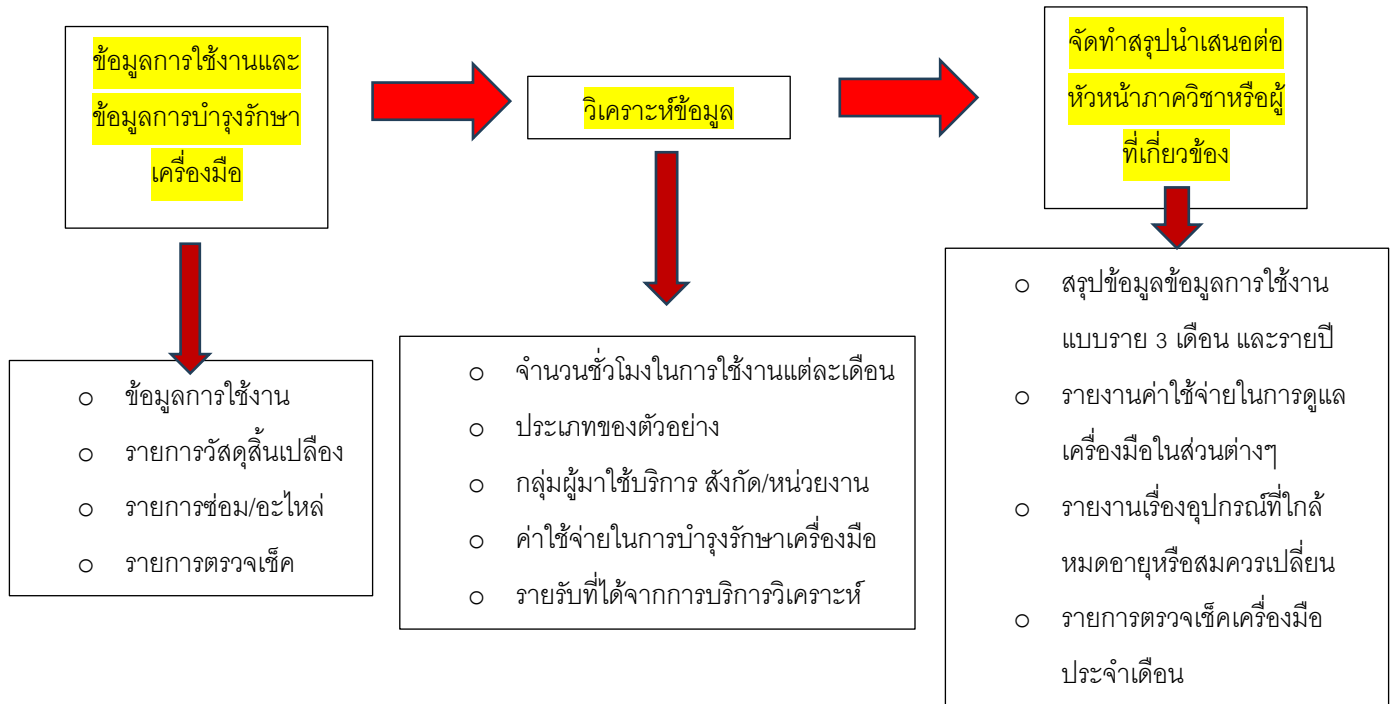 ข้อมูลการใช้งานและ
ข้อมูลการบำรุงรักษา
เครื่องมือ
วิเคราะห์ข้อมูล
จัดทำสรุปนำเสนอต่อ
หัวหน้าภาควิชาหรือผู้
ที่เกี่ยวข้อง
o ข้อมูลการใช้งาน
o รายการวัสดุสิ้นเปลือง
o รายการซ่อม/อะไหล่
o รายการตรวจเช็ค
o จำนวนชั่วโมงในการใช้งานแต่ละเดือน
o ประเภทของตัวอย่าง
o กลุ่มผู้มาใช้บริการ สังกัด/หน่วยงาน
o ค่าใช้จ่ายในการบำรุงรักษาเครื่องมือ
o รายรับที่ได้จากการบริการวิเคราะห์
o สรุปข้อมูลข้อมูลการใช้งาน
แบบราย 3 เดือน และรายปี
o รายงานค่าใช้จ่ายในการดูแล
เครื่องมือในส่วนต่างๆ
o รายงานเรื่องอุปกรณ์ที่ใกล้
หมดอายุหรือสมควรเปลี่ยน
o รายการตรวจเช็คเครื่องมือ
ประจำเดือน